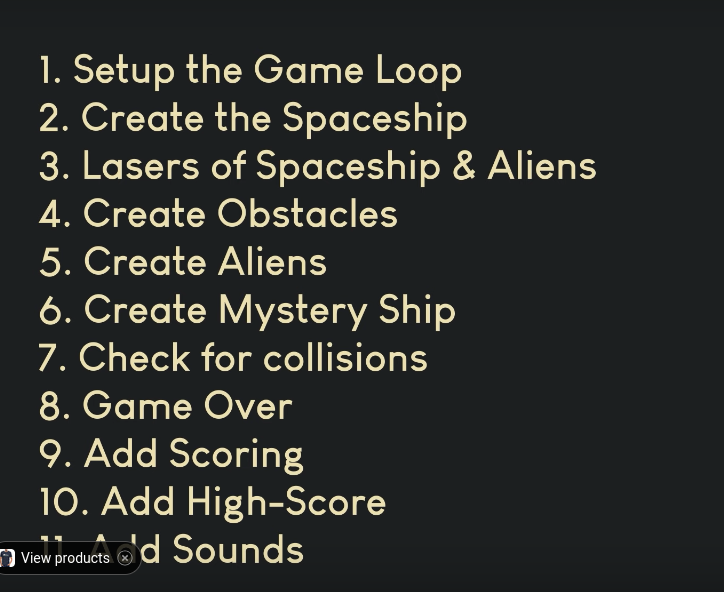 1. Setup the Game Loop
2. Create the Spaceship
3. Lasers of Spaceship & Aliens
4. Create Obstacles
5. Create Aliens
6. Create Mystery Ship
7. Check for collisions
8. Game Over
9. Add Scoring
10. Add High-Score
11. Add Sounds
View products